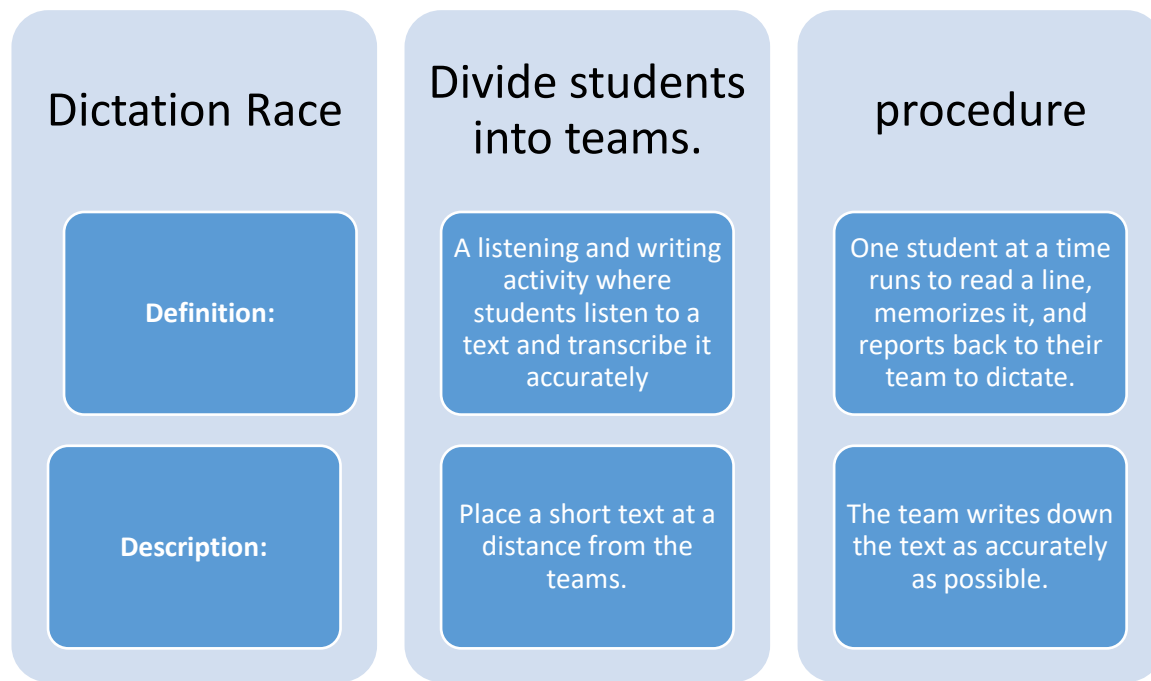 Dictation Race
Definition:
Description:
Divide students
into teams.
A listening and writing
activity where
students listen to a
text and transcribe it
accurately
Place a short text at a
distance from the
teams.
procedure
One student at a time
runs to read a line,
memorizes it, and
reports back to their
team to dictate.
The team writes down
the text as accurately
as possible.